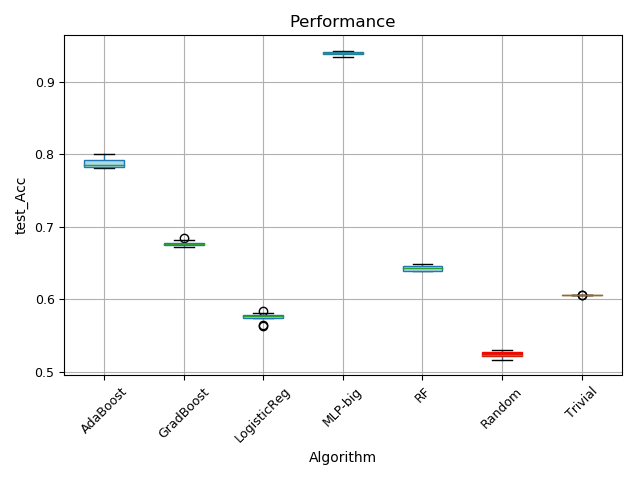 Performance
test_Acc
0.9
0.8
0.7
0.6
0.5
AdaBoost
GradBoost
LogisticReg
MLP-big
RF
Random
Trivial
Algorithm